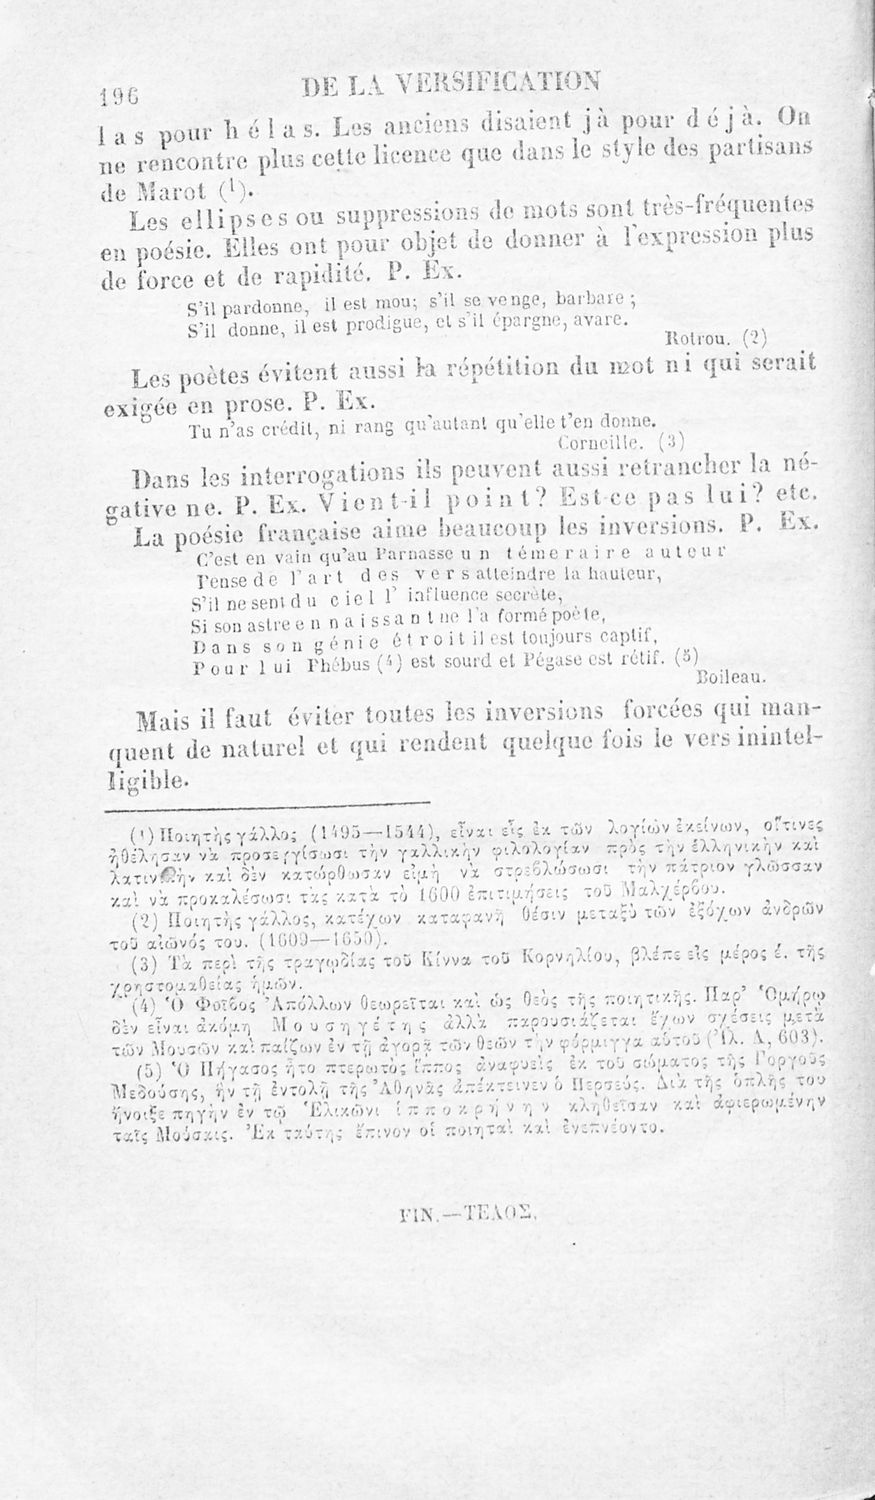 196 DE LA VERSIFICATION
las pour hélas. Les anciens disaient jà pour déjà. On
ne rencontre plus cette licence que dans le style des partisans
de Marot (1).
Les ellipses ou suppressions de mots sont très-fréquentes
en poésie. Elles ont pour objet de donner à l'expression plus
de force et de rapidité. P. Ex.
S'il pardonne, il est mou; s'il se venge, barbare;
S'il donne, il est prodigue, et s'il épargne, avare.
Rotrou. (2)
Les poètes évitent aussi la répétition du mot ni qui serait
exigée en prose. P. Ex.
Tu n'as crédit, ni rang qu'autant qu'elle t'en donne.
Corneille. (3)
Dans les interrogations ils peuvent aussi retrancher la né-
gative ne. P. Ex. Vient-il point? Est-ce pas lui? etc.
La poésie française aime beaucoup les inversions. P. Ex.
C'est en vain qu'au Parnasse un témeraire auteur
Pense de l'art des vers atteindre la hauteur,
S'il ne sent du ciel l'influence secrète,
Si son astre en naissant ne l'a formé poète,
Dans son génie étroit il est toujours captif,
Pour lui Phébus (4) est sourd et Pégase est rétif. (5)
Boileau.
Mais il faut éviter toutes les inversions forcées qui man-
quent de naturel et qui rendent quelque fois le vers inintel-
ligible.
(1) Ποιητὴς γάλλος (1495—1544), εἶναι εἷς ἐκ τῶν λογίων ἐκείνων, οἵτινες
ἠθέλησαν νὰ προσεγγίσωσι τὴν γαλλικὴν φιλολογίαν πρὸς τὴν ἑλληνικὴν καὶ
λατινικὴν καὶ δὲν κατώρθωσαν εἰμὴ νὰ στρεβλώσωσι τὴν πάτριον γλῶσσαν
καὶ νὰ προκαλέσωσι τὰς κατὰ τὸ 1600 ἐπιτιμήσεις τοῦ Μαλχέρβου.
(2) Ποιητὴς γάλλος, κατέχων καταφανῆ θέσιν μεταξὺ τῶν ἐξόχων ἀνδρῶν
τοῦ αἰῶνός του. (1609—1650).
(3) Τὰ περὶ τῆς τραγῳδίας τοῦ Κίννα τοῦ Κορνηλίου, βλέπε εἰς μέρος έ. τῆς
χρηστομαθείας ἡμῶν.
(4) Ὁ Φοῖβος Ἀπόλλων θεωρεῖται καὶ ὡς θεὸς τῆς ποιητικῆς. Παρ' Ὁμήρῳ
δὲν εἶναι ἀκόμη Μουσηγέτης ἀλλὰ παρουσιάζεται ἔχων σχέσεις μετὰ
τῶν Μουσῶν καὶ παίζων ἐν τῇ ἀγορᾷ τῶν θεῶν τὴν φόρμιγγα αὐτοῦ (Ἰλ. Α, 603).
(5) Ὁ Πήγασος ἦτο πτερωτὸς ἵππος ἀναφυεὶς ἐκ τοῦ σώματος τῆς Γοργοῦς
Μεδούσης, ἣν τῇ ἐντολῇ τῆς Ἀθηνᾶς ἀπέκτεινεν ὁ Περσεύς. Διὰ τῆς ὁπλῆς του
ἤνοιξε πηγὴν ἐν τῷ Ἑλικῶνι ἱπποκρήνην κληθεῖσαν καὶ ἀφιερωμένην
ταῖς Μούσαις. Ἐκ ταύτης ἔπινον οἱ ποιηταὶ καὶ ἐνεπνέοντο.
FIN.—ΤΕΛΟΣ.